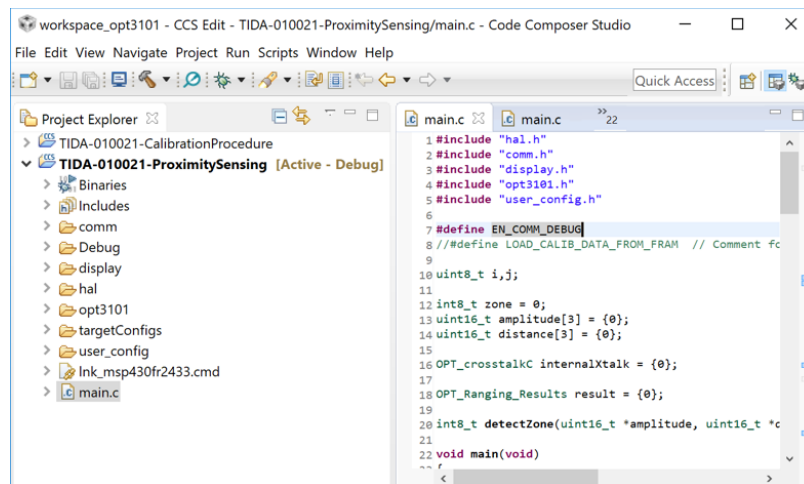 workspace_opt3101 - CCS Edit - TIDA-010021-ProximitySensing/main.c - Code Composer Studio
File Edit View Navigate Project Run Scripts Window Help
Quick Access
Project Explorer
TIDA-010021-CalibrationProcedure
TIDA-010021-ProximitySensing [Active - Debug]
Binaries
Includes
comm
Debug
display
hal
opt3101
targetConfigs
user_config
lnk_msp430fr2433.cmd
main.c
main.c main.c »22
1 #include "hal.h"
2 #include "comm.h"
3 #include "display.h"
4 #include "opt3101.h"
5 #include "user_config.h"
6
7 #define EN_COMM_DEBUG
8 //#define LOAD_CALIB_DATA_FROM_FRAM // Comment fo
9
10 uint8_t i,j;
11
12 int8_t zone = 0;
13 uint16_t amplitude[3] = {0};
14 uint16_t distance[3] = {0};
15
16 OPT_crosstalkC internalXtalk = {0};
17
18 OPT_Ranging_Results result = {0};
19
20 int8_t detectZone(uint16_t *amplitude, uint16_t *d
21
22 void main(void)